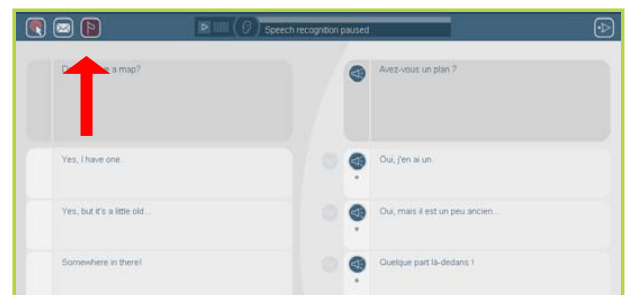 Speech recognition paused
a map?
Avez-vous un plan ?
Yes, I have one.
Oui, j'en ai un.
Yes, but it's a little old...
Oui, mais il est un peu ancien...
Somewhere in there!
Quelque part là-dedans !